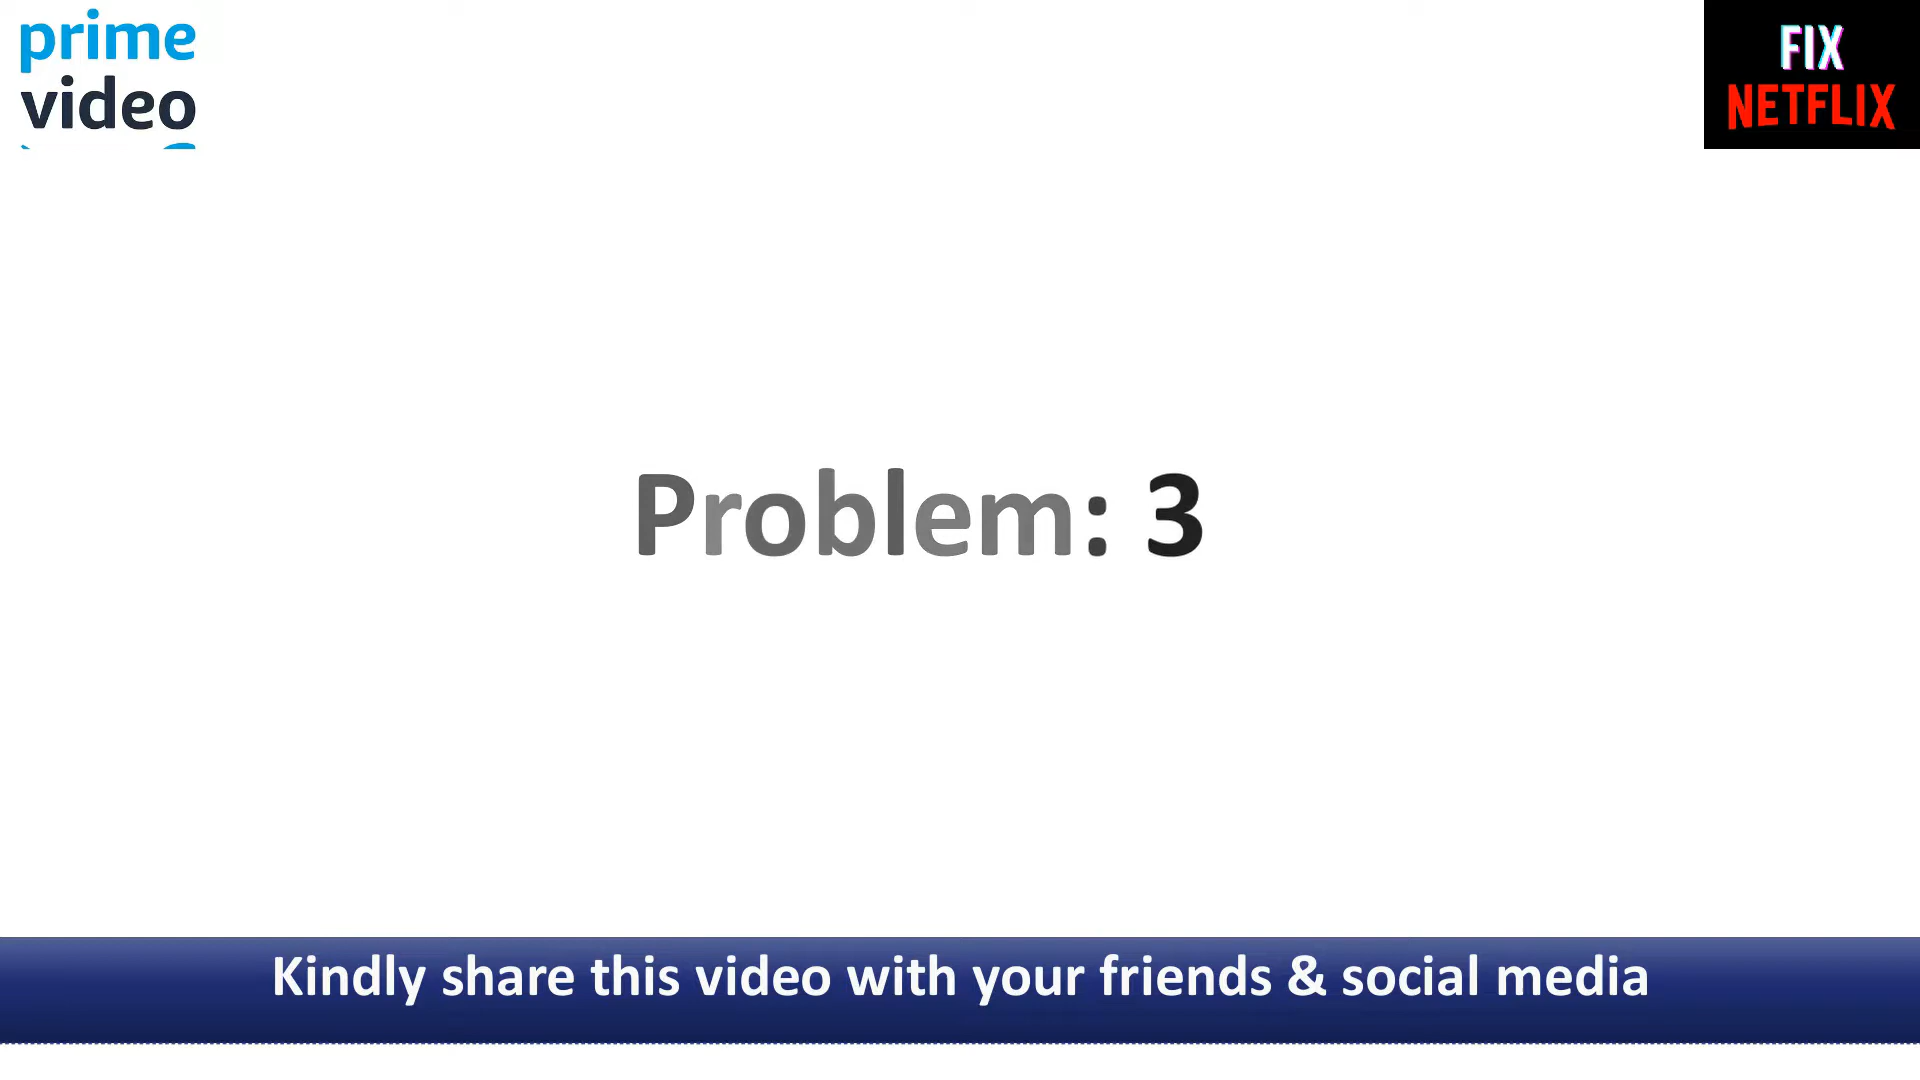 prime
video
FIX
NETFLIX
Problem: 3
Kindly share this video with your friends & social media